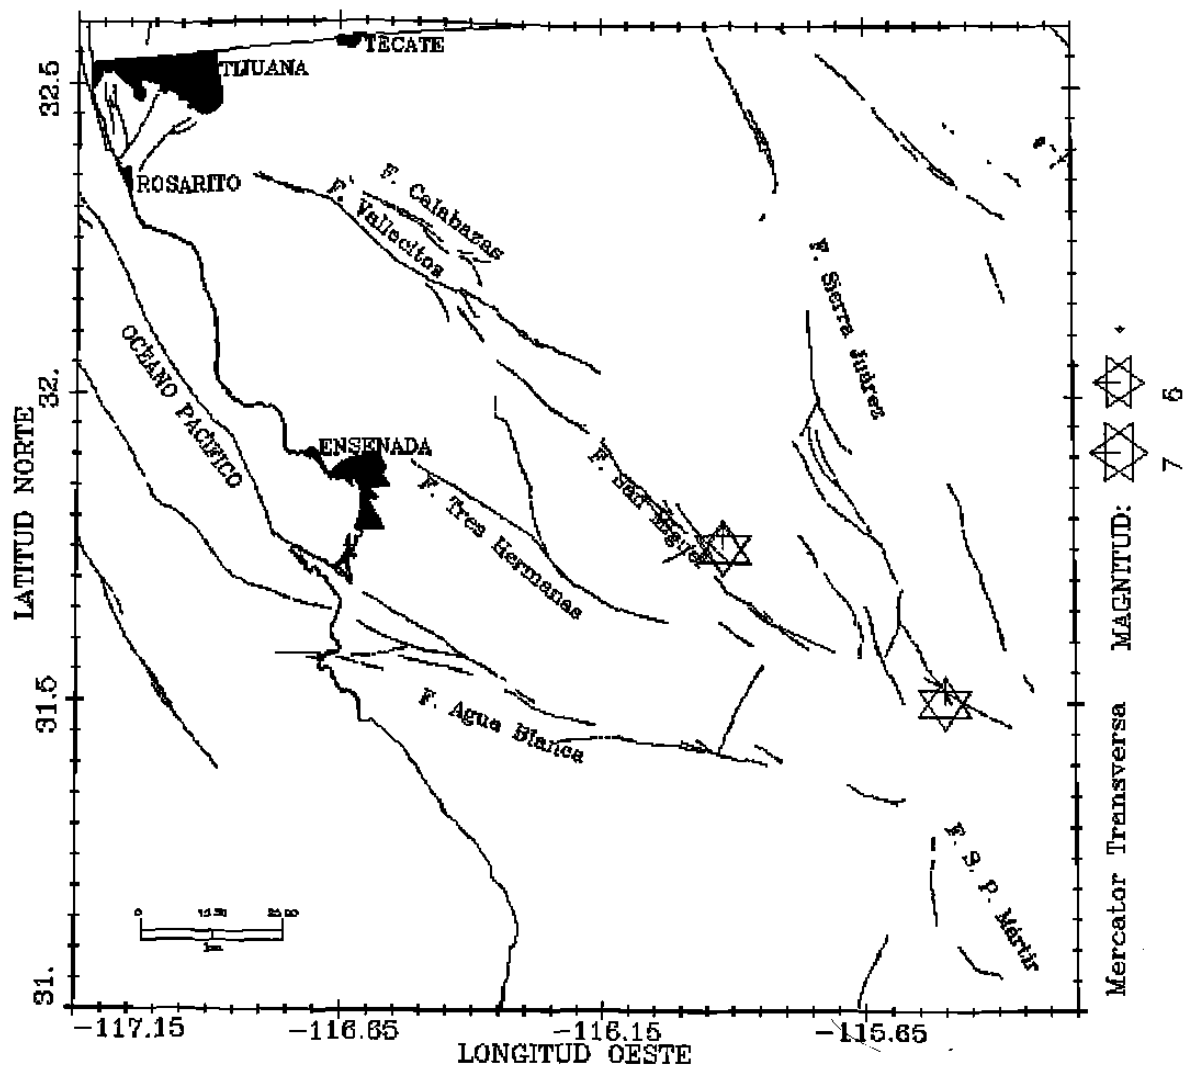 TECATE
TIJUANA
32.5
ROSARITO
F. Calabazas
F. Vallecitos
F. Sierra Juárez
OCEANO PACIFICO
32.
LATITUD NORTE
ENSENADA
F. San Miguel
F. Tres Hermanas
31.5
F. Agua Blanca
F. S. P. Mártir
0
km
31.
-117.15
-116.65
-116.15
-115.65
LONGITUD OESTE
Mercator Transversa MAGNITUD:
7 6